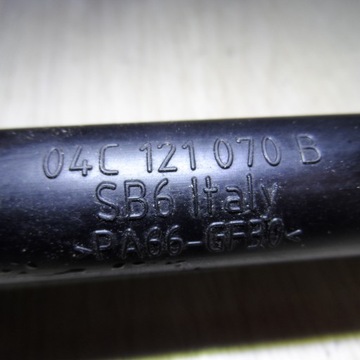 04C 121 070 B
SB6 Italy
>PA66-GF30<